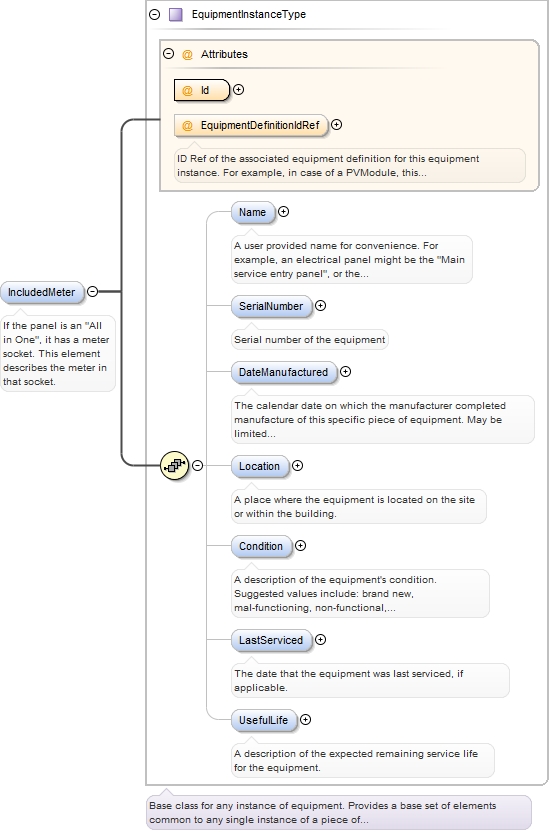 EquipmentInstanceType
@ Attributes
@ Id
@ EquipmentDefinitionIdRef
ID Ref of the associated equipment definition for this equipment
instance. For example, in case of a PVModule, this...
Name
A user provided name for convenience. For
example, an electrical panel might be the "Main
service entry panel", or the...
IncludedMeter
If the panel is an "All
in One", it has a meter
socket. This element
describes the meter in
that socket.
SerialNumber
Serial number of the equipment
DateManufactured
The calendar date on which the manufacturer completed
manufacture of this specific piece of equipment. May be
limited...
Location
A place where the equipment is located on the site
or within the building.
Condition
A description of the equipment's condition.
Suggested values include: brand new,
mal-functioning, non-functional,...
LastServiced
The date that the equipment was last serviced, if
applicable.
UsefulLife
A description of the expected remaining service life
for the equipment.
Base class for any instance of equipment. Provides a base set of elements
common to any single instance of a piece of...